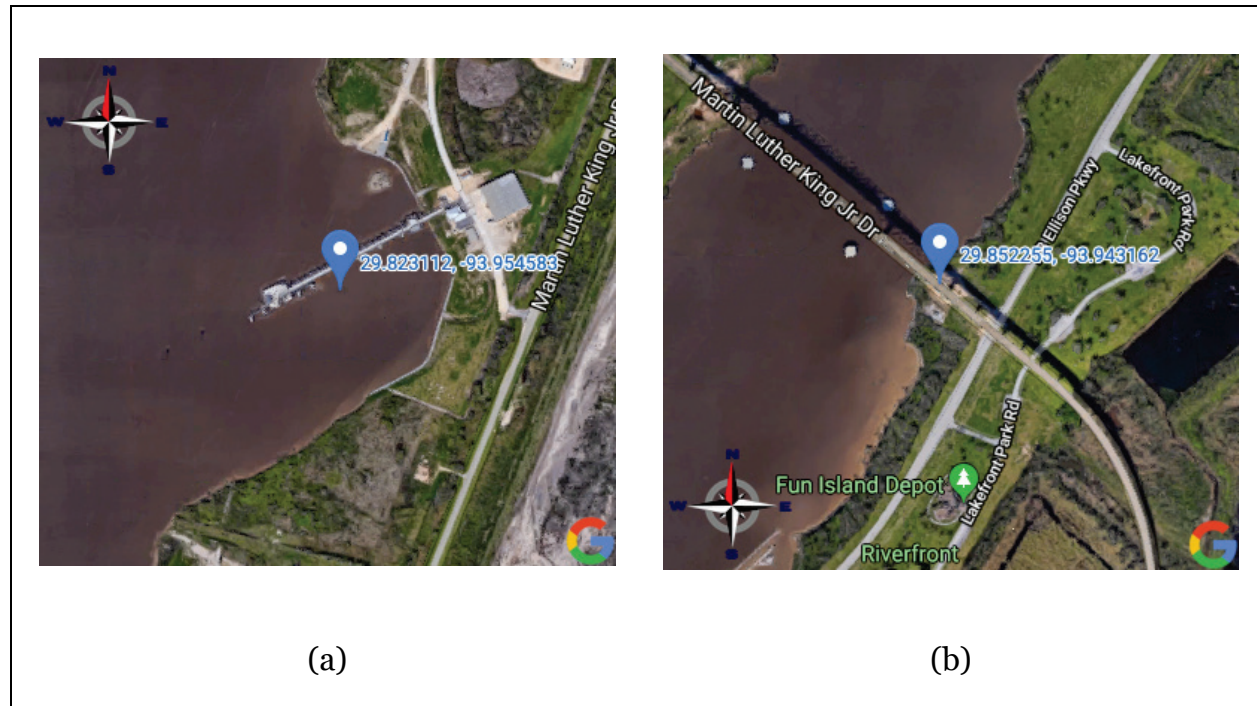 N
W E
S
29.823112, -93.954583
Martin Luther King Jr D
(a)
Martin Luther King Jr Dr
Ellison Pkwy
Lakefront Park Rd
29.852255, -93.943162
Lakefront Park Rd
Fun Island Depot
Riverfront
N
W E
S
G
(b)